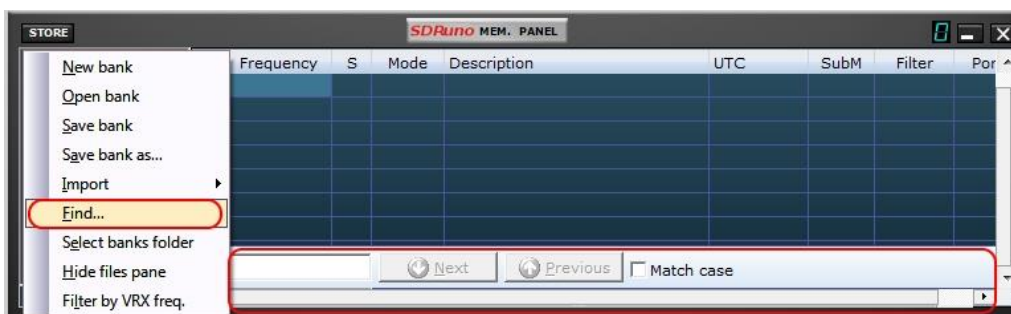 STORE SDRuno MEM. PANEL 0
Frequency S Mode Description UTC SubM Filter Por
New bank
Open bank
Save bank
Save bank as...
Import
Find...
Select banks folder
Hide files pane
Filter by VRX freq.
Next Previous Match case